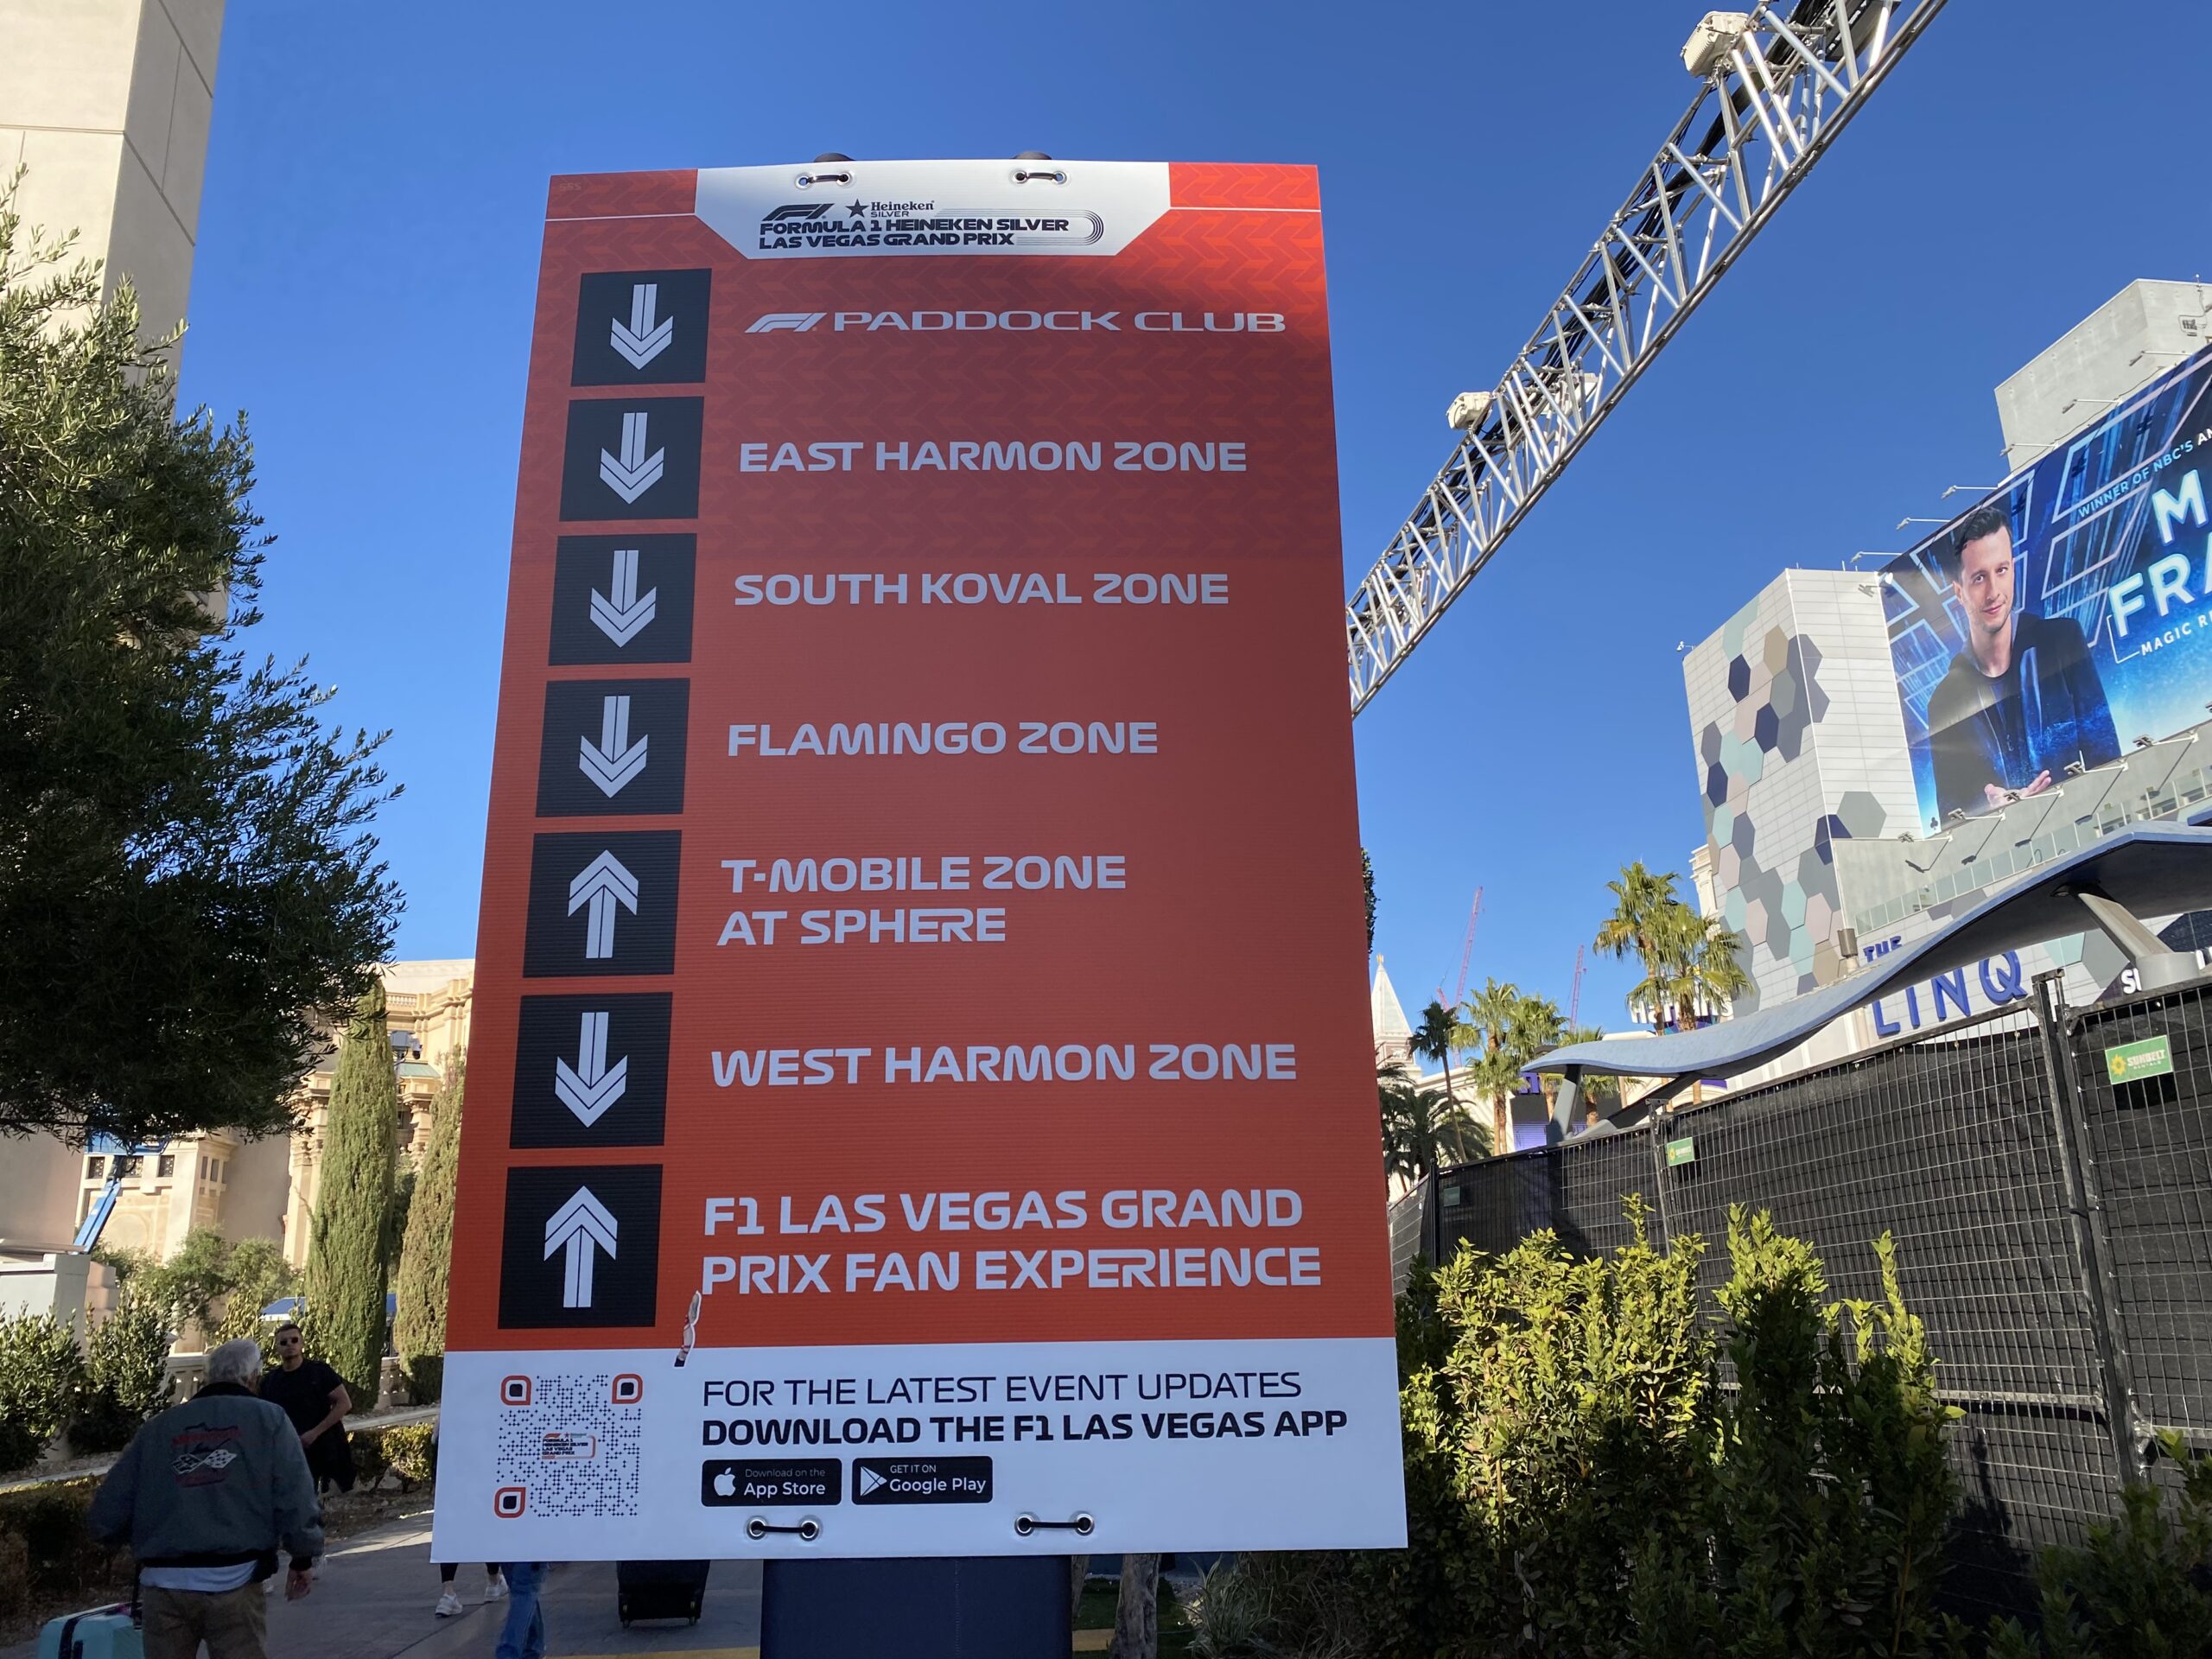 Heineken
SILVER
FORMULA 1 HEINEKEN SILVER
LAS VEGAS GRAND PRIX
F1 PADDOCK CLUB
EAST HARMON ZONE
SOUTH KOVAL ZONE
FLAMINGO ZONE
T-MOBILE ZONE
AT SPHERE
WEST HARMON ZONE
F1 LAS VEGAS GRAND
PRIX FAN EXPERIENCE
FOR THE LATEST EVENT UPDATES
DOWNLOAD THE F1 LAS VEGAS APP
Download on the
App Store
GET IT ON
Google Play
WINNER OF NBC'S
MAGIC
THE
LINQ
SUNBELT